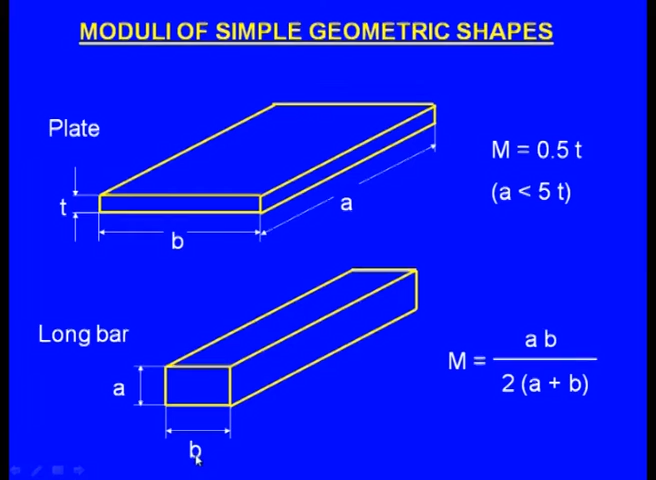 MODULI OF SIMPLE GEOMETRIC SHAPES
Plate
M = 0.5 t
(a < 5 t)
t
a
b
Long bar
a b
M =
2 (a + b)
a
b